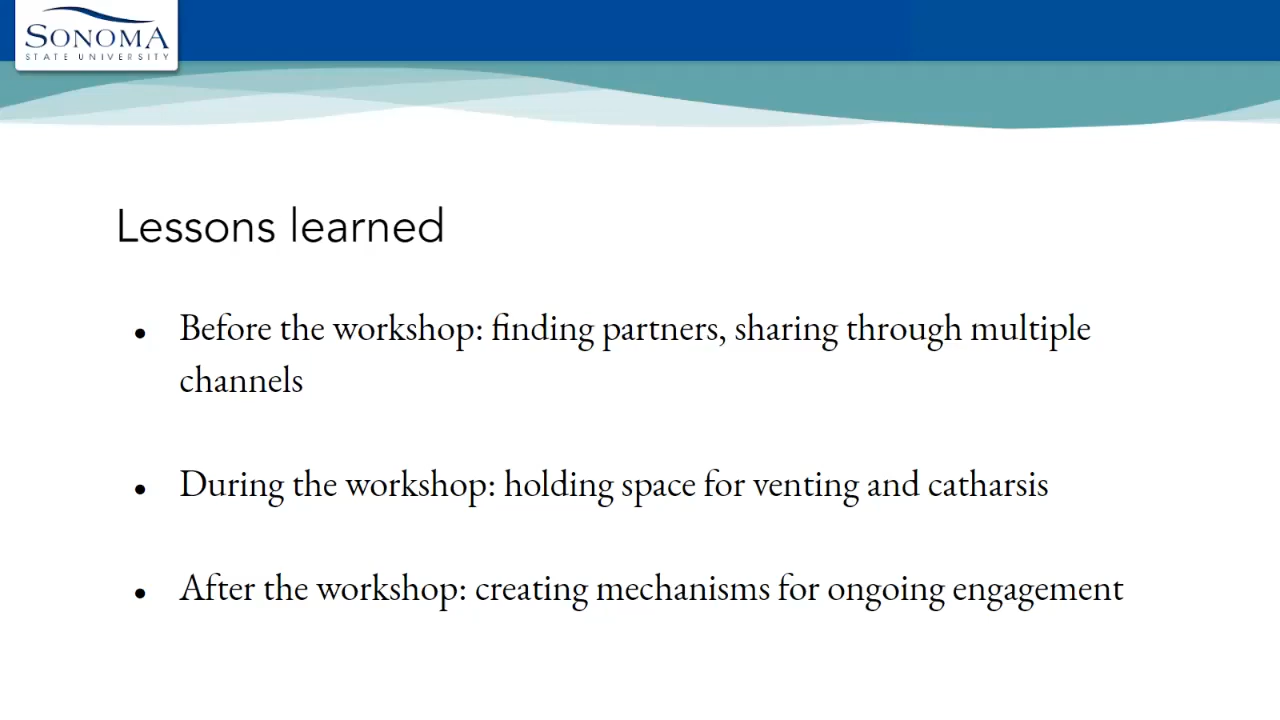 SONOMA
STATE UNIVERSITY
Lessons learned
● Before the workshop: finding partners, sharing through multiple
channels
● During the workshop: holding space for venting and catharsis
● After the workshop: creating mechanisms for ongoing engagement